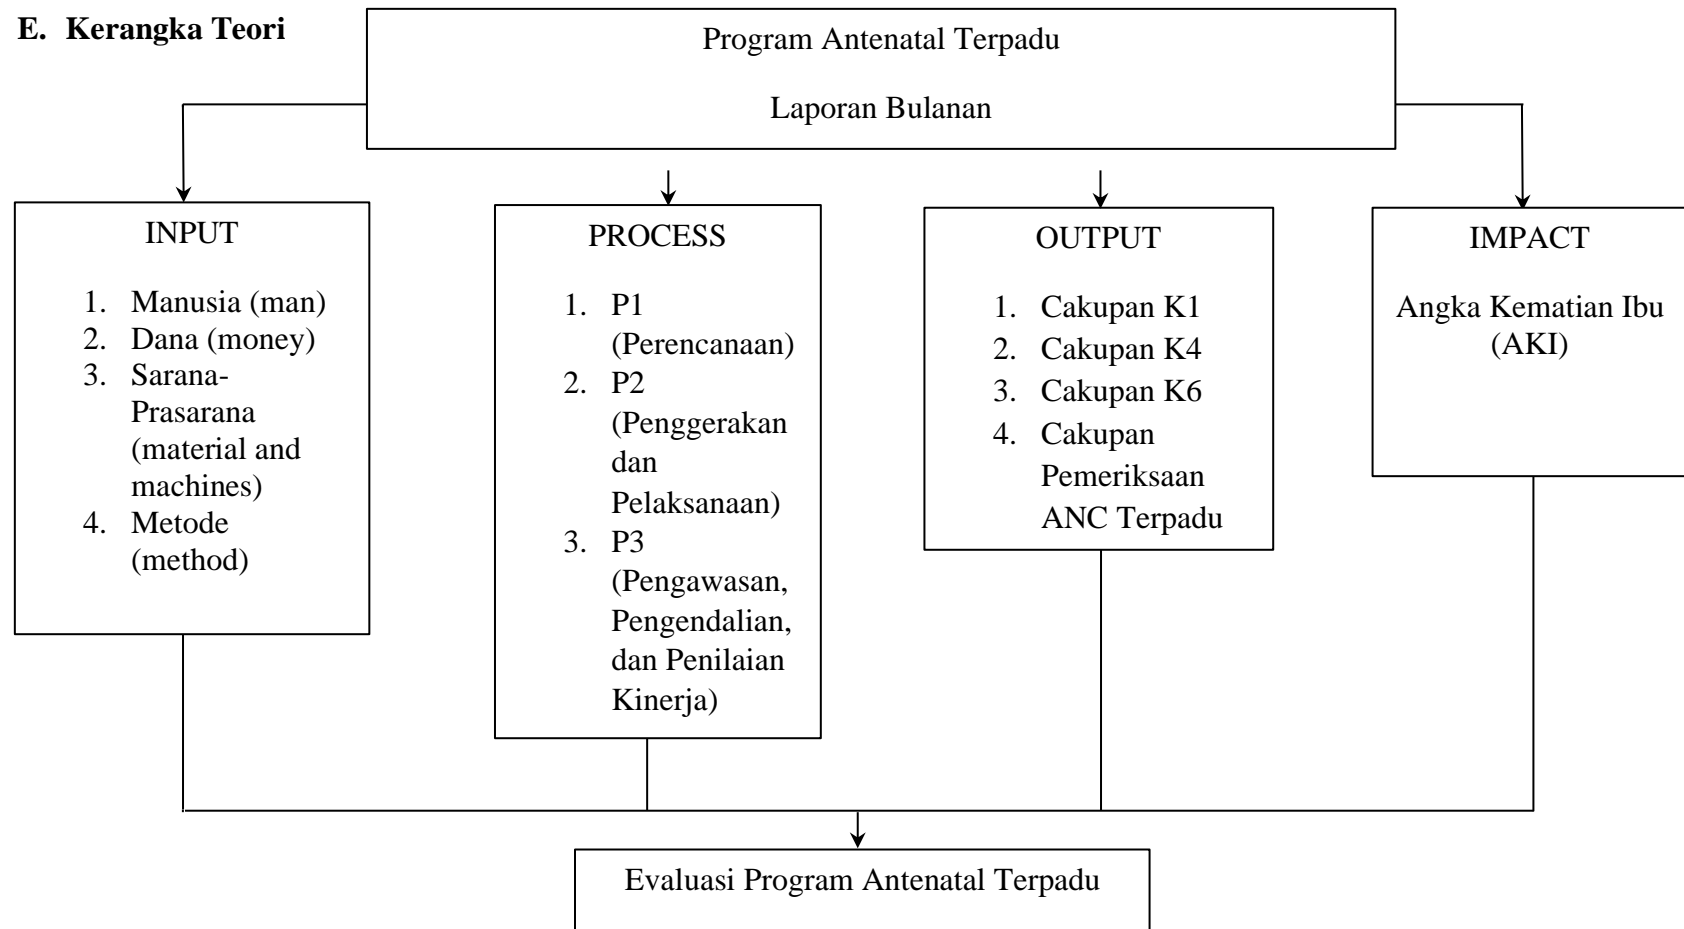 E. Kerangka Teori
Program Antenatal Terpadu
Laporan Bulanan
INPUT
1. Manusia (man)
2. Dana (money)
3. Sarana-
Prasarana
(material and
machines)
4. Metode
(method)
PROCESS
1. P1
(Perencanaan)
2. P2
(Penggerakan
dan
Pelaksanaan)
3. P3
(Pengawasan,
Pengendalian,
dan Penilaian
Kinerja)
OUTPUT
1. Cakupan K1
2. Cakupan K4
3. Cakupan K6
4. Cakupan
Pemeriksaan
ANC Terpadu
IMPACT
Angka Kematian Ibu
(AKI)
Evaluasi Program Antenatal Terpadu